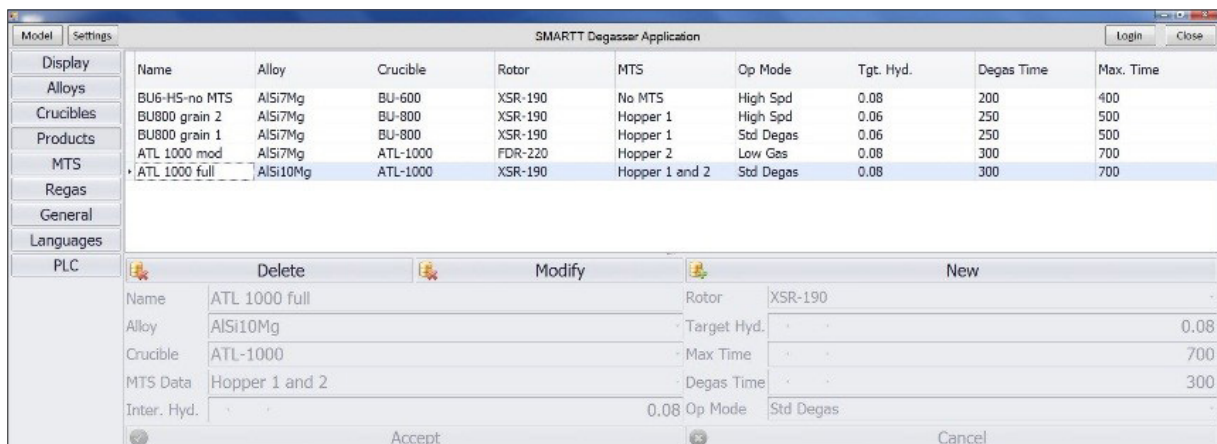 Model Settings SMARTT Degasser Application Login Close
Display
Alloys
Crucibles
Products
MTS
Regas
General
Languages
PLC
Name Alloy Crucible Rotor MTS Op Mode Tgt. Hyd. Degas Time Max. Time
BU6-HS-no MTS AlSi7Mg BU-600 XSR-190 No MTS High Spd 0.08 200 400
BU800 grain 2 AlSi7Mg BU-800 XSR-190 Hopper 1 High Spd 0.06 250 500
BU800 grain 1 AlSi7Mg BU-800 XSR-190 Hopper 1 Std Degas 0.06 250 500
ATL 1000 mod AlSi7Mg ATL-1000 FDR-220 Hopper 2 Low Gas 0.08 300 700
ATL 1000 full AlSi10Mg ATL-1000 XSR-190 Hopper 1 and 2 Std Degas 0.08 300 700
Delete Modify New
Name ATL 1000 full Rotor XSR-190
Alloy AlSi10Mg Target Hyd. 0.08
Crucible ATL-1000 Max Time 700
MTS Data Hopper 1 and 2 Degas Time 300
Inter. Hyd. 0.08 Op Mode Std Degas
Accept Cancel